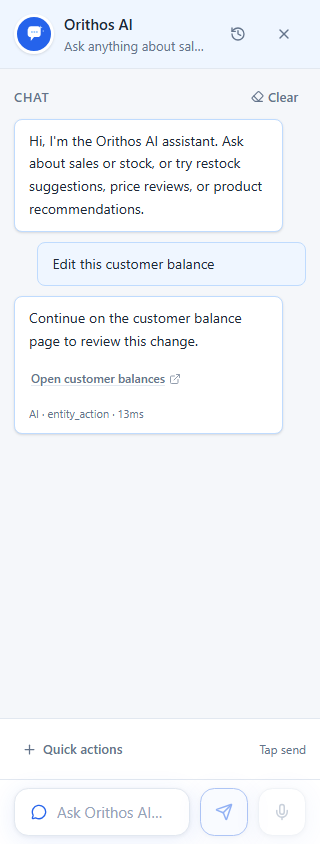 Orithos AI
Ask anything about sal...
CHAT
Clear
Hi, I'm the Orithos AI assistant. Ask
about sales or stock, or try restock
suggestions, price reviews, or product
recommendations.
Edit this customer balance
Continue on the customer balance
page to review this change.
Open customer balances
AI · entity_action · 13ms
Quick actions
Tap send
Ask Orithos AI...